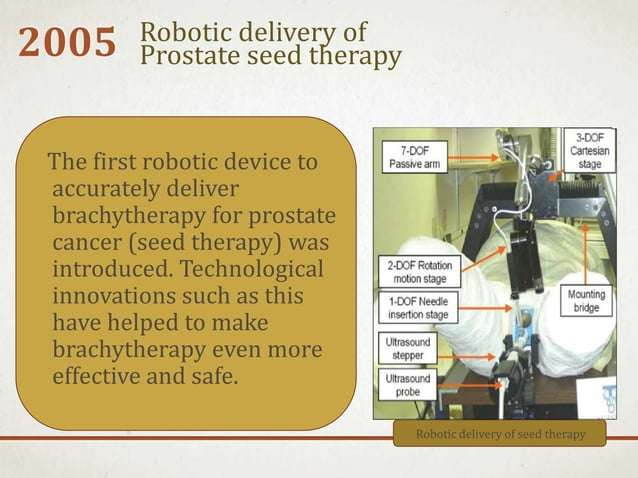 2005
Robotic delivery of
Prostate seed therapy
The first robotic device to
accurately deliver
brachytherapy for prostate
cancer (seed therapy) was
introduced. Technological
innovations such as this
have helped to make
brachytherapy even more
effective and safe.
7-DOF
Passive arm
3-DOF
Cartesian
stage
2-DOF Rotation
motion stage
1-DOF Needle
insertion stage
Mounting
bridge
Ultrasound
stepper
Ultrasound
probe
Robotic delivery of seed therapy